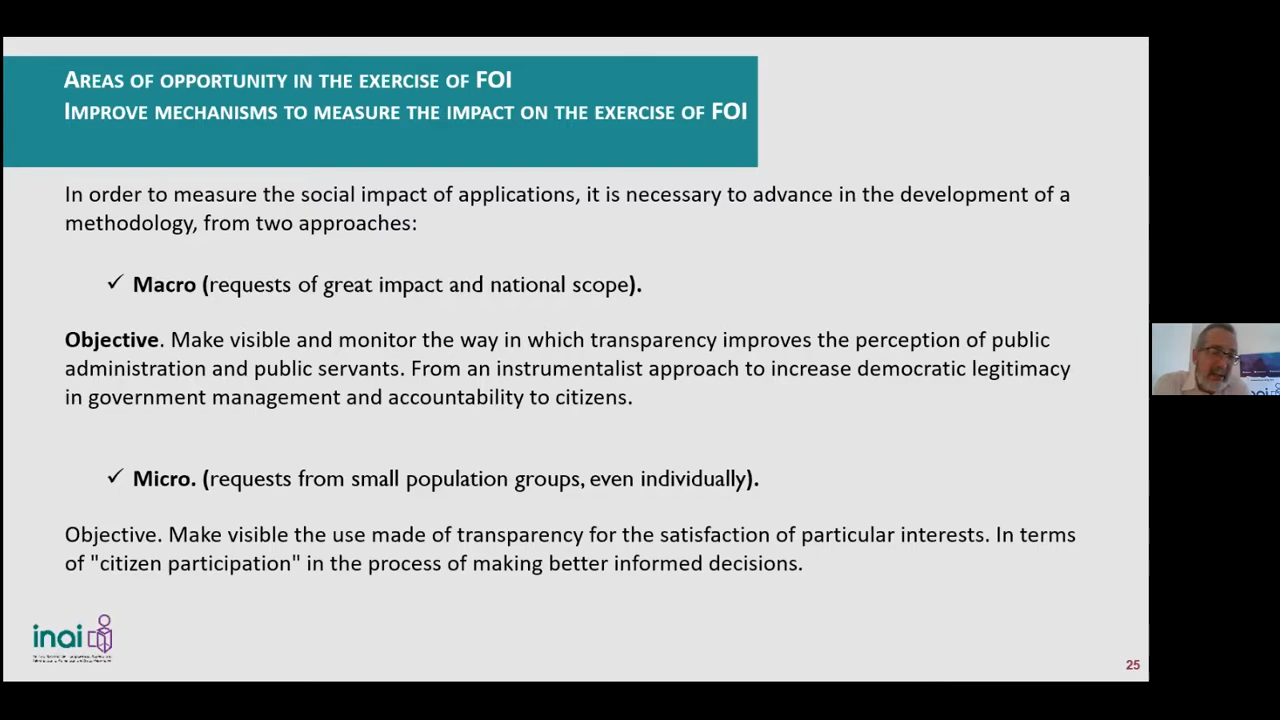 AREAS OF OPPORTUNITY IN THE EXERCISE OF FOI
IMPROVE MECHANISMS TO MEASURE THE IMPACT ON THE EXERCISE OF FOI
In order to measure the social impact of applications, it is necessary to advance in the development of a
methodology, from two approaches:
✓ Macro (requests of great impact and national scope).
Objective. Make visible and monitor the way in which transparency improves the perception of public
administration and public servants. From an instrumentalist approach to increase democratic legitimacy
in government management and accountability to citizens.
✓ Micro. (requests from small population groups, even individually).
Objective. Make visible the use made of transparency for the satisfaction of particular interests. In terms
of "citizen participation" in the process of making better informed decisions.
inai
25